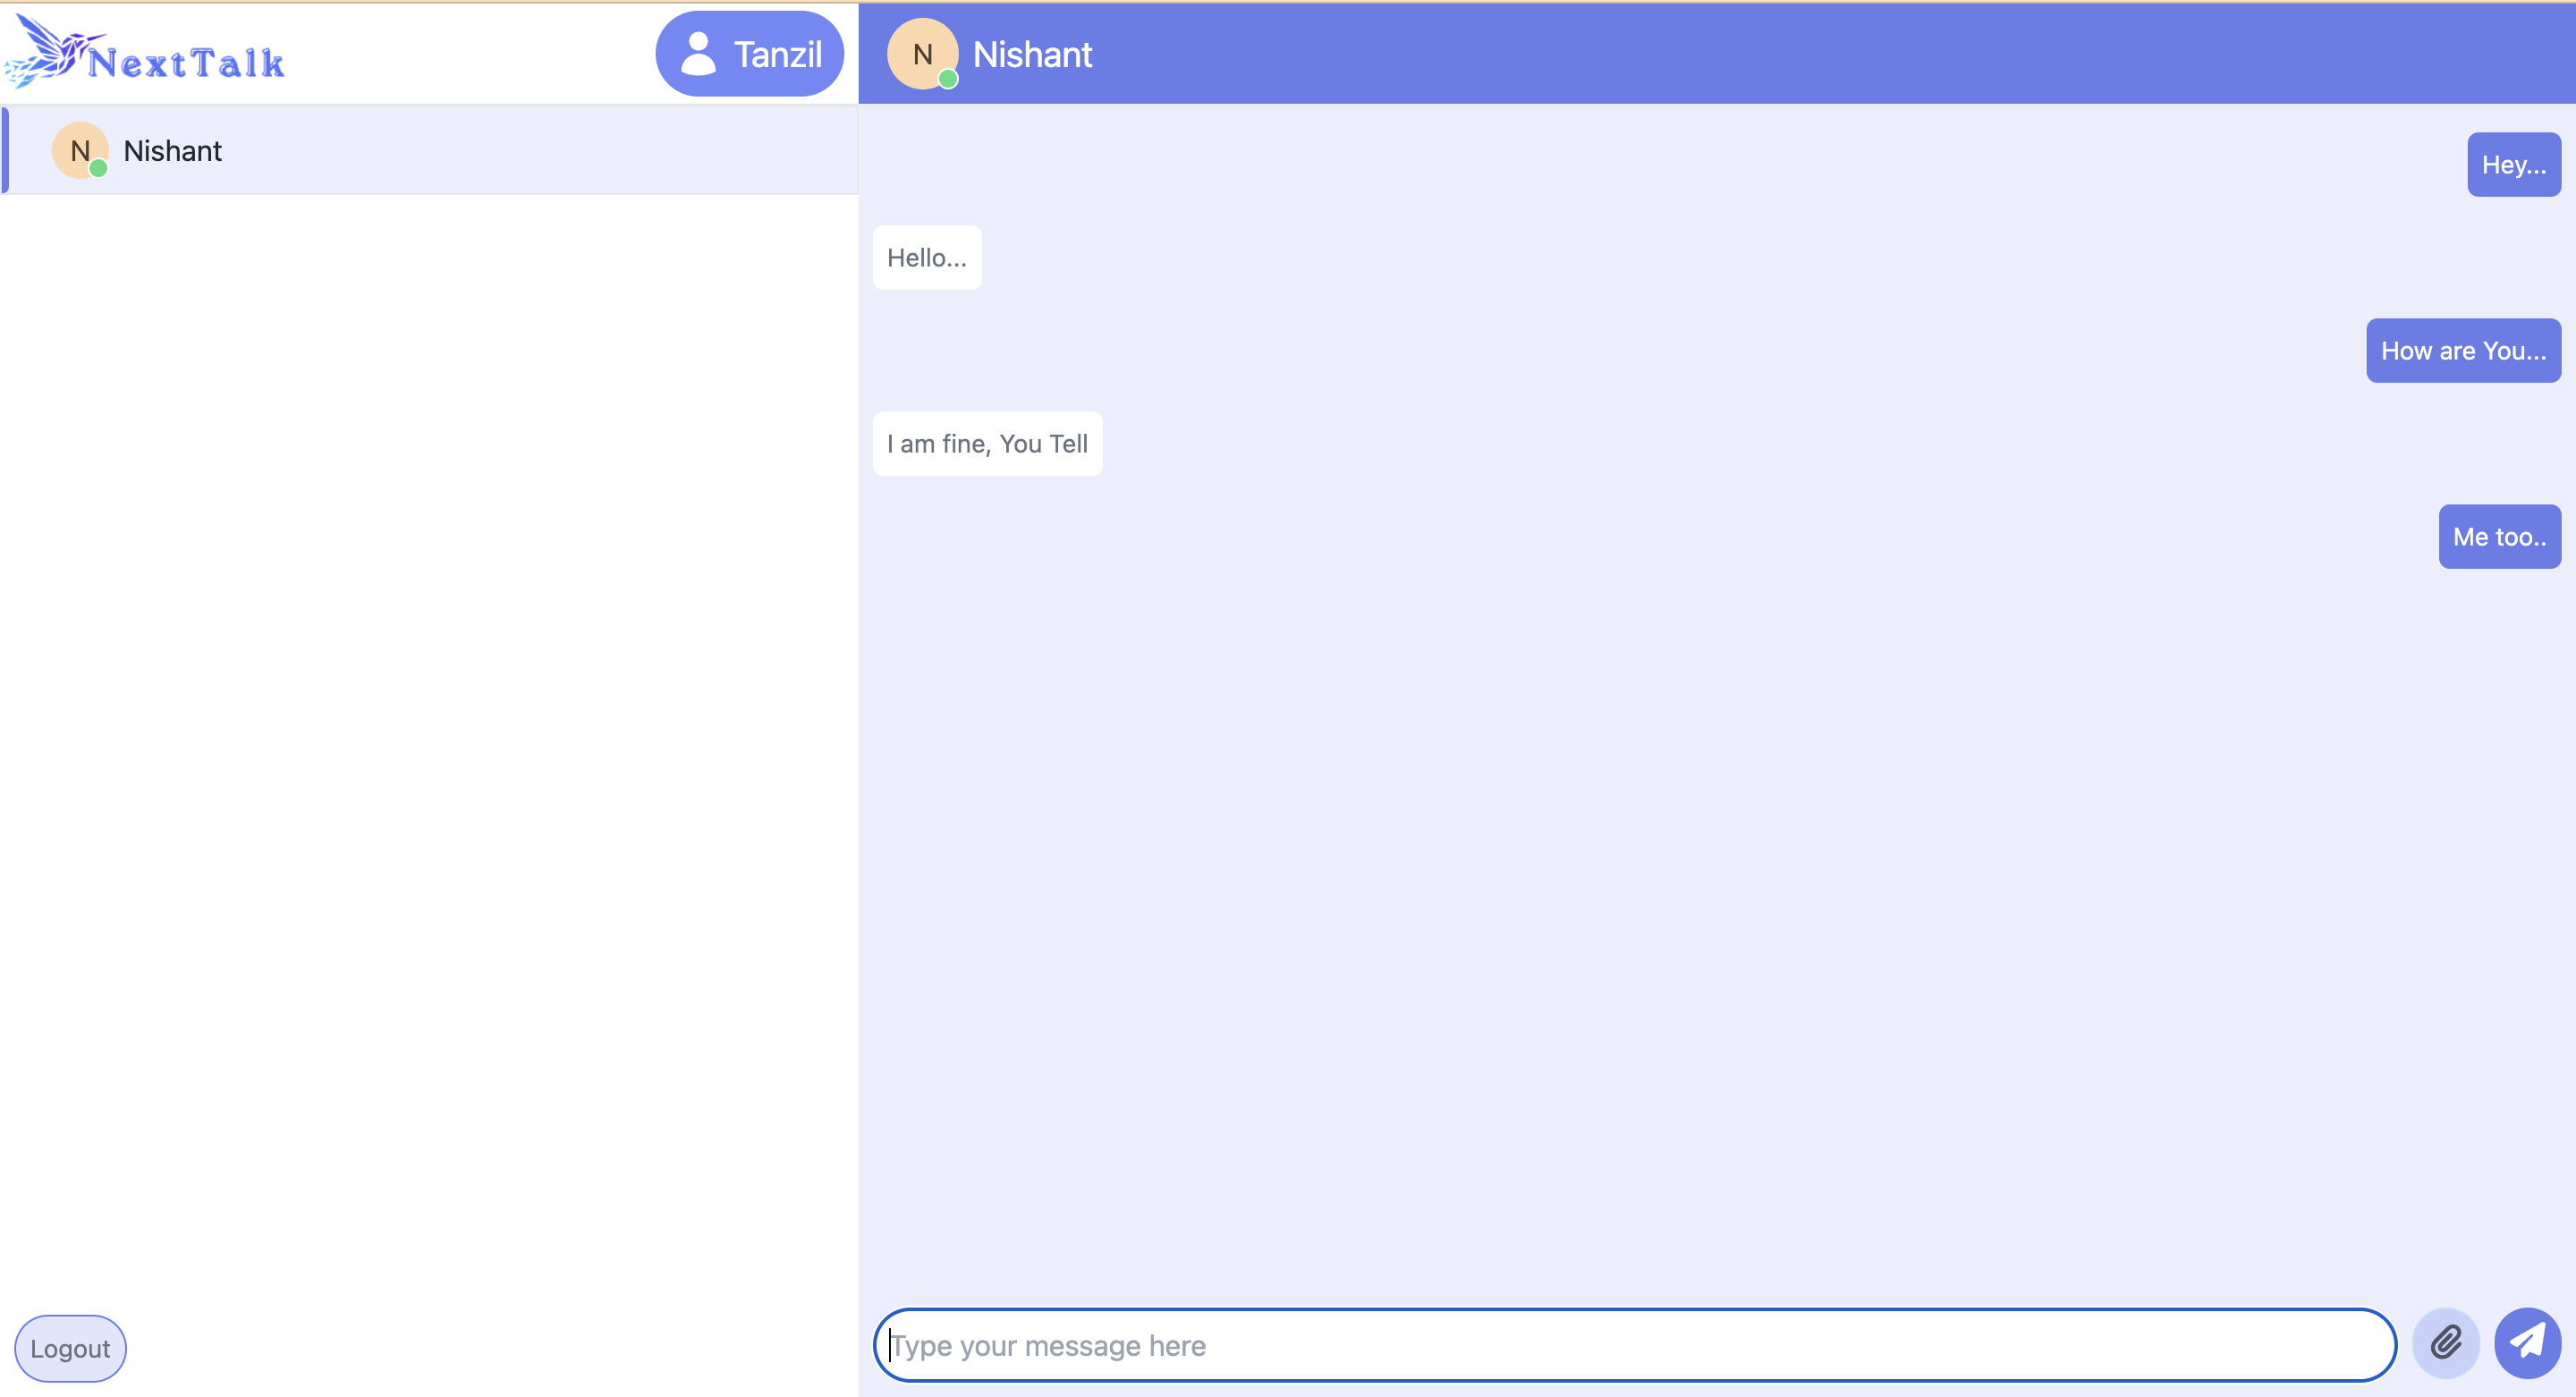 NextTalk
Tanzil
N
Nishant
N
Nishant
Hey...
Hello...
How are You...
I am fine, You Tell
Me too..
Logout
Type your message here